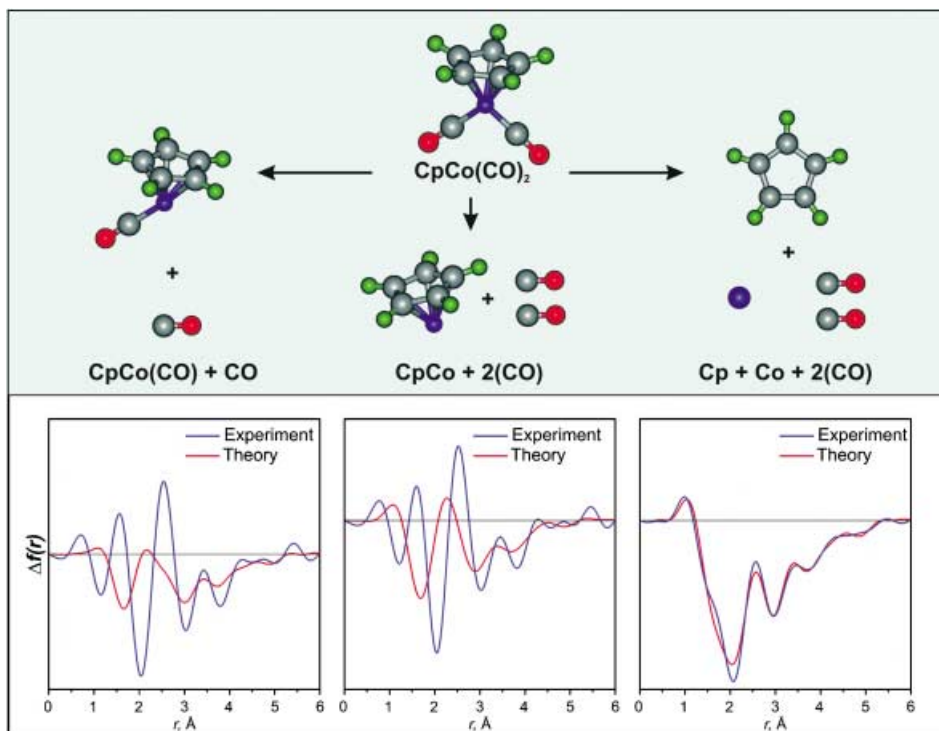 CpCo(CO)₂
+
+
+
CpCo(CO) + CO
CpCo + 2(CO)
Cp + Co + 2(CO)
Δf(r)
Experiment
Theory
0 1 2 3 4 5 6
r, Å
Experiment
Theory
0 1 2 3 4 5 6
r, Å
Experiment
Theory
0 1 2 3 4 5 6
r, Å